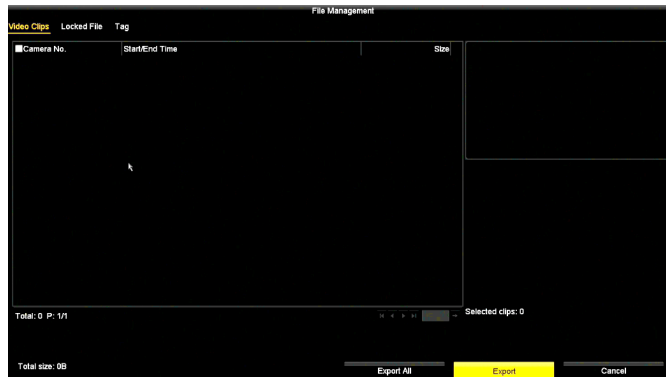 File Management
Video Clips Locked File Tag
Camera No. Start/End Time Size
Total: 0 P: 1/1
Selected clips: 0
Total size: 0B
Export All Export Cancel